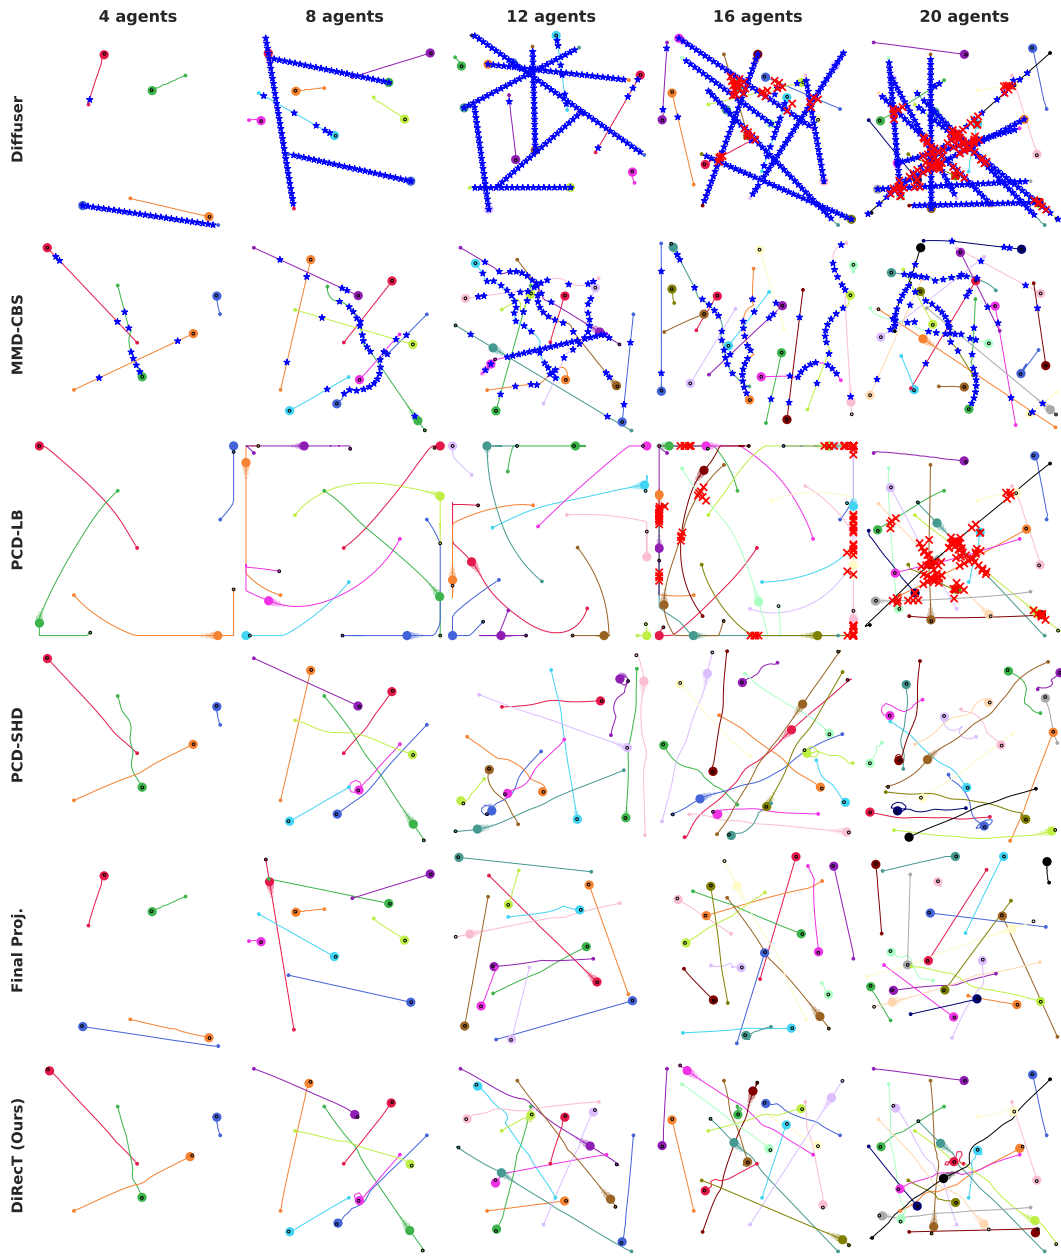 4 agents
8 agents
12 agents
16 agents
20 agents
Diffuser
MMD-CBS
PCD-LB
PCD-SHD
Final Proj.
DiRecT (Ours)